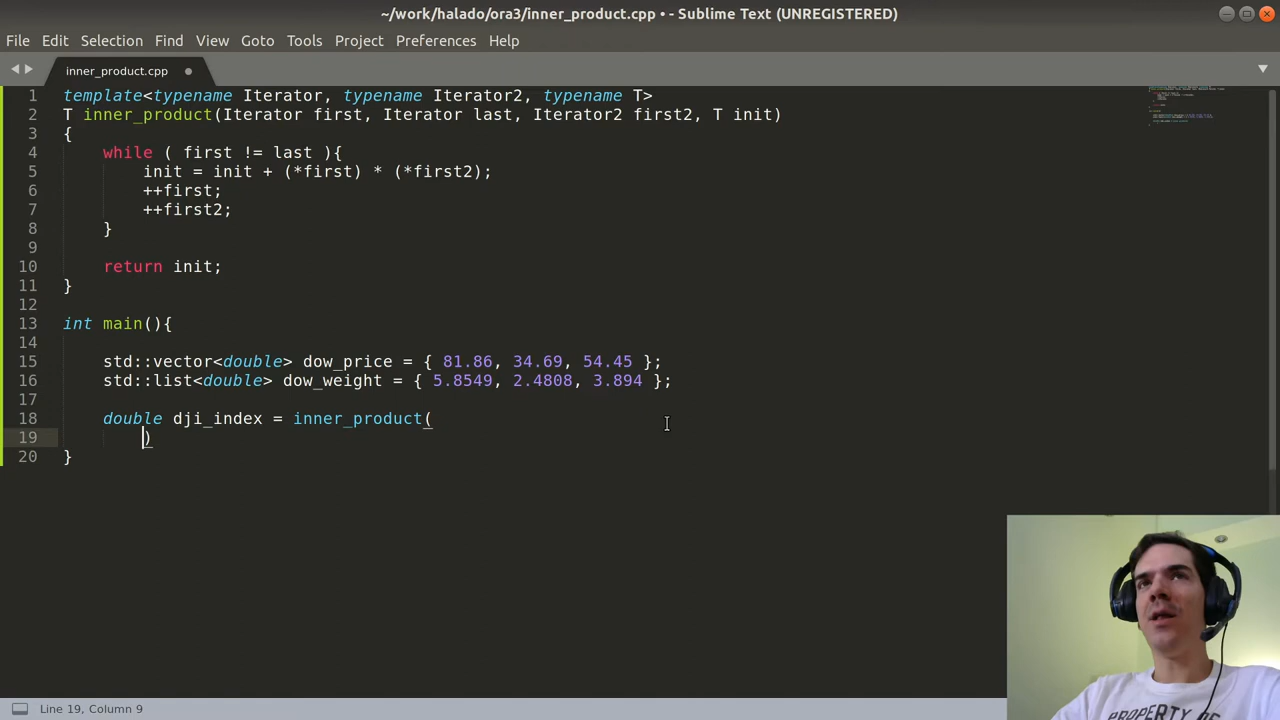 ~/work/halado/ora3/inner_product.cpp • - Sublime Text (UNREGISTERED)
File Edit Selection Find View Goto Tools Project Preferences Help
inner_product.cpp
1 template<typename Iterator, typename Iterator2, typename T>
2 T inner_product(Iterator first, Iterator last, Iterator2 first2, T init)
3 {
4 while ( first != last ){
5 init = init + (*first) * (*first2);
6 ++first;
7 ++first2;
8 }
9
10 return init;
11 }
12
13 int main(){
14
15 std::vector<double> dow_price = { 81.86, 34.69, 54.45 };
16 std::list<double> dow_weight = { 5.8549, 2.4808, 3.894 };
17
18 double dji_index = inner_product(
19 )
20 }
PROPERTY OF
Line 19, Column 9